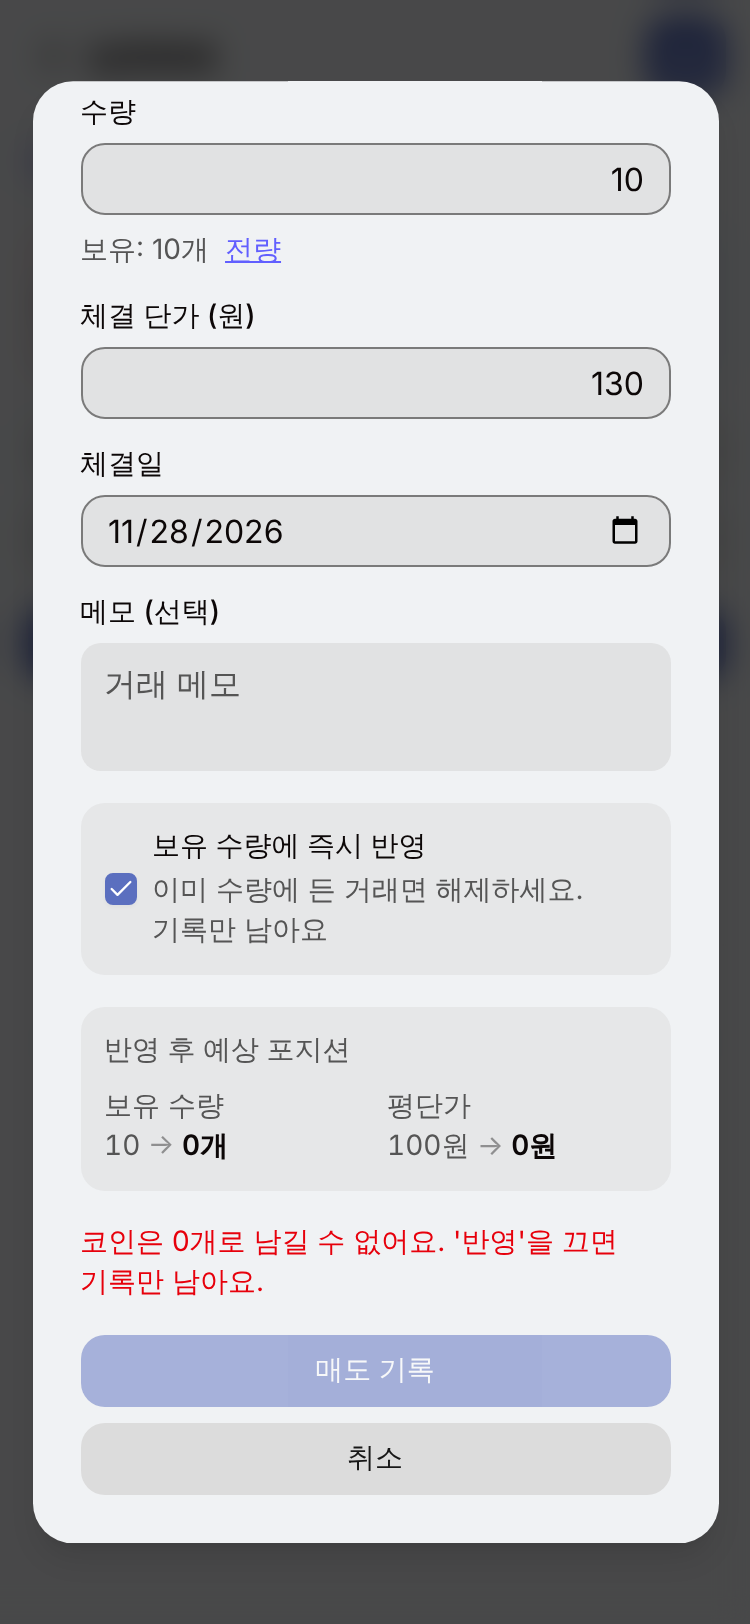 수량
10
보유: 10개 전량
체결 단가 (원)
130
체결일
11/28/2026
메모 (선택)
거래 메모
보유 수량에 즉시 반영
이미 수량에 든 거래면 해제하세요.
기록만 남아요
반영 후 예상 포지션
보유 수량 평단가
10 → 0개 100원 → 0원
코인은 0개로 남길 수 없어요. '반영'을 끄면
기록만 남아요.
매도 기록
취소